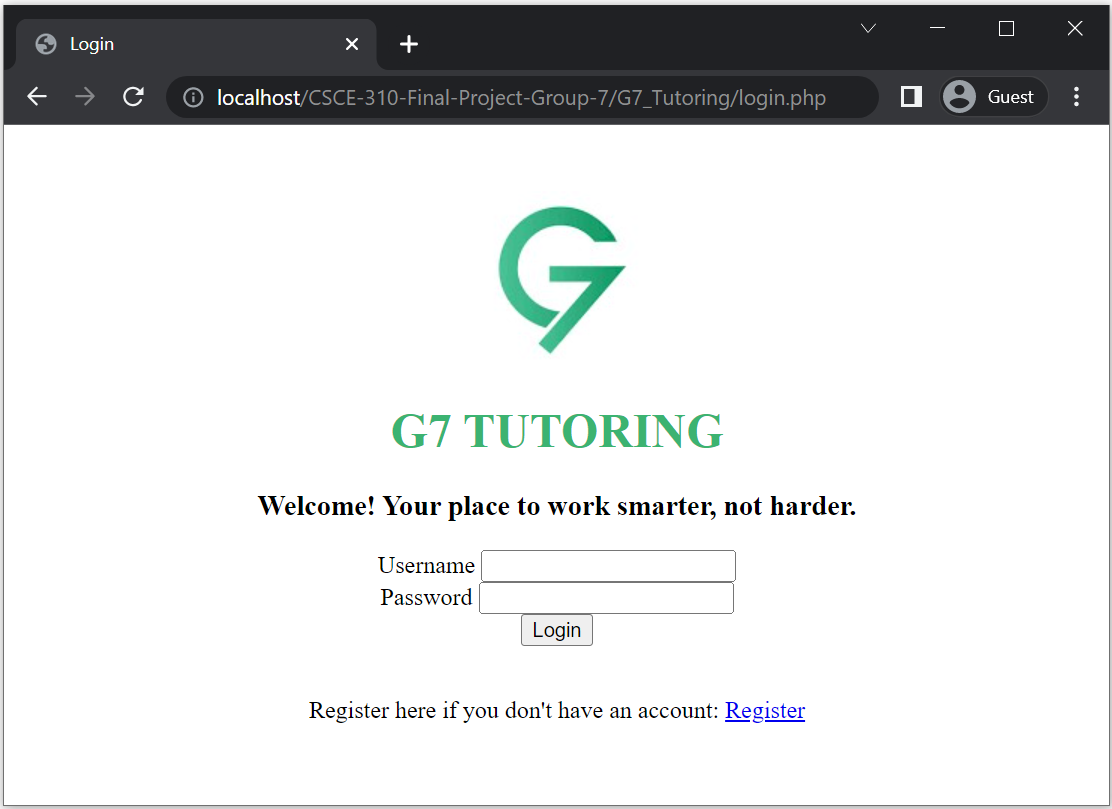 Login
localhost/CSCE-310-Final-Project-Group-7/G7_Tutoring/login.php
Guest
G7
G7 TUTORING
Welcome! Your place to work smarter, not harder.
Username
Password
Login
Register here if you don't have an account: Register